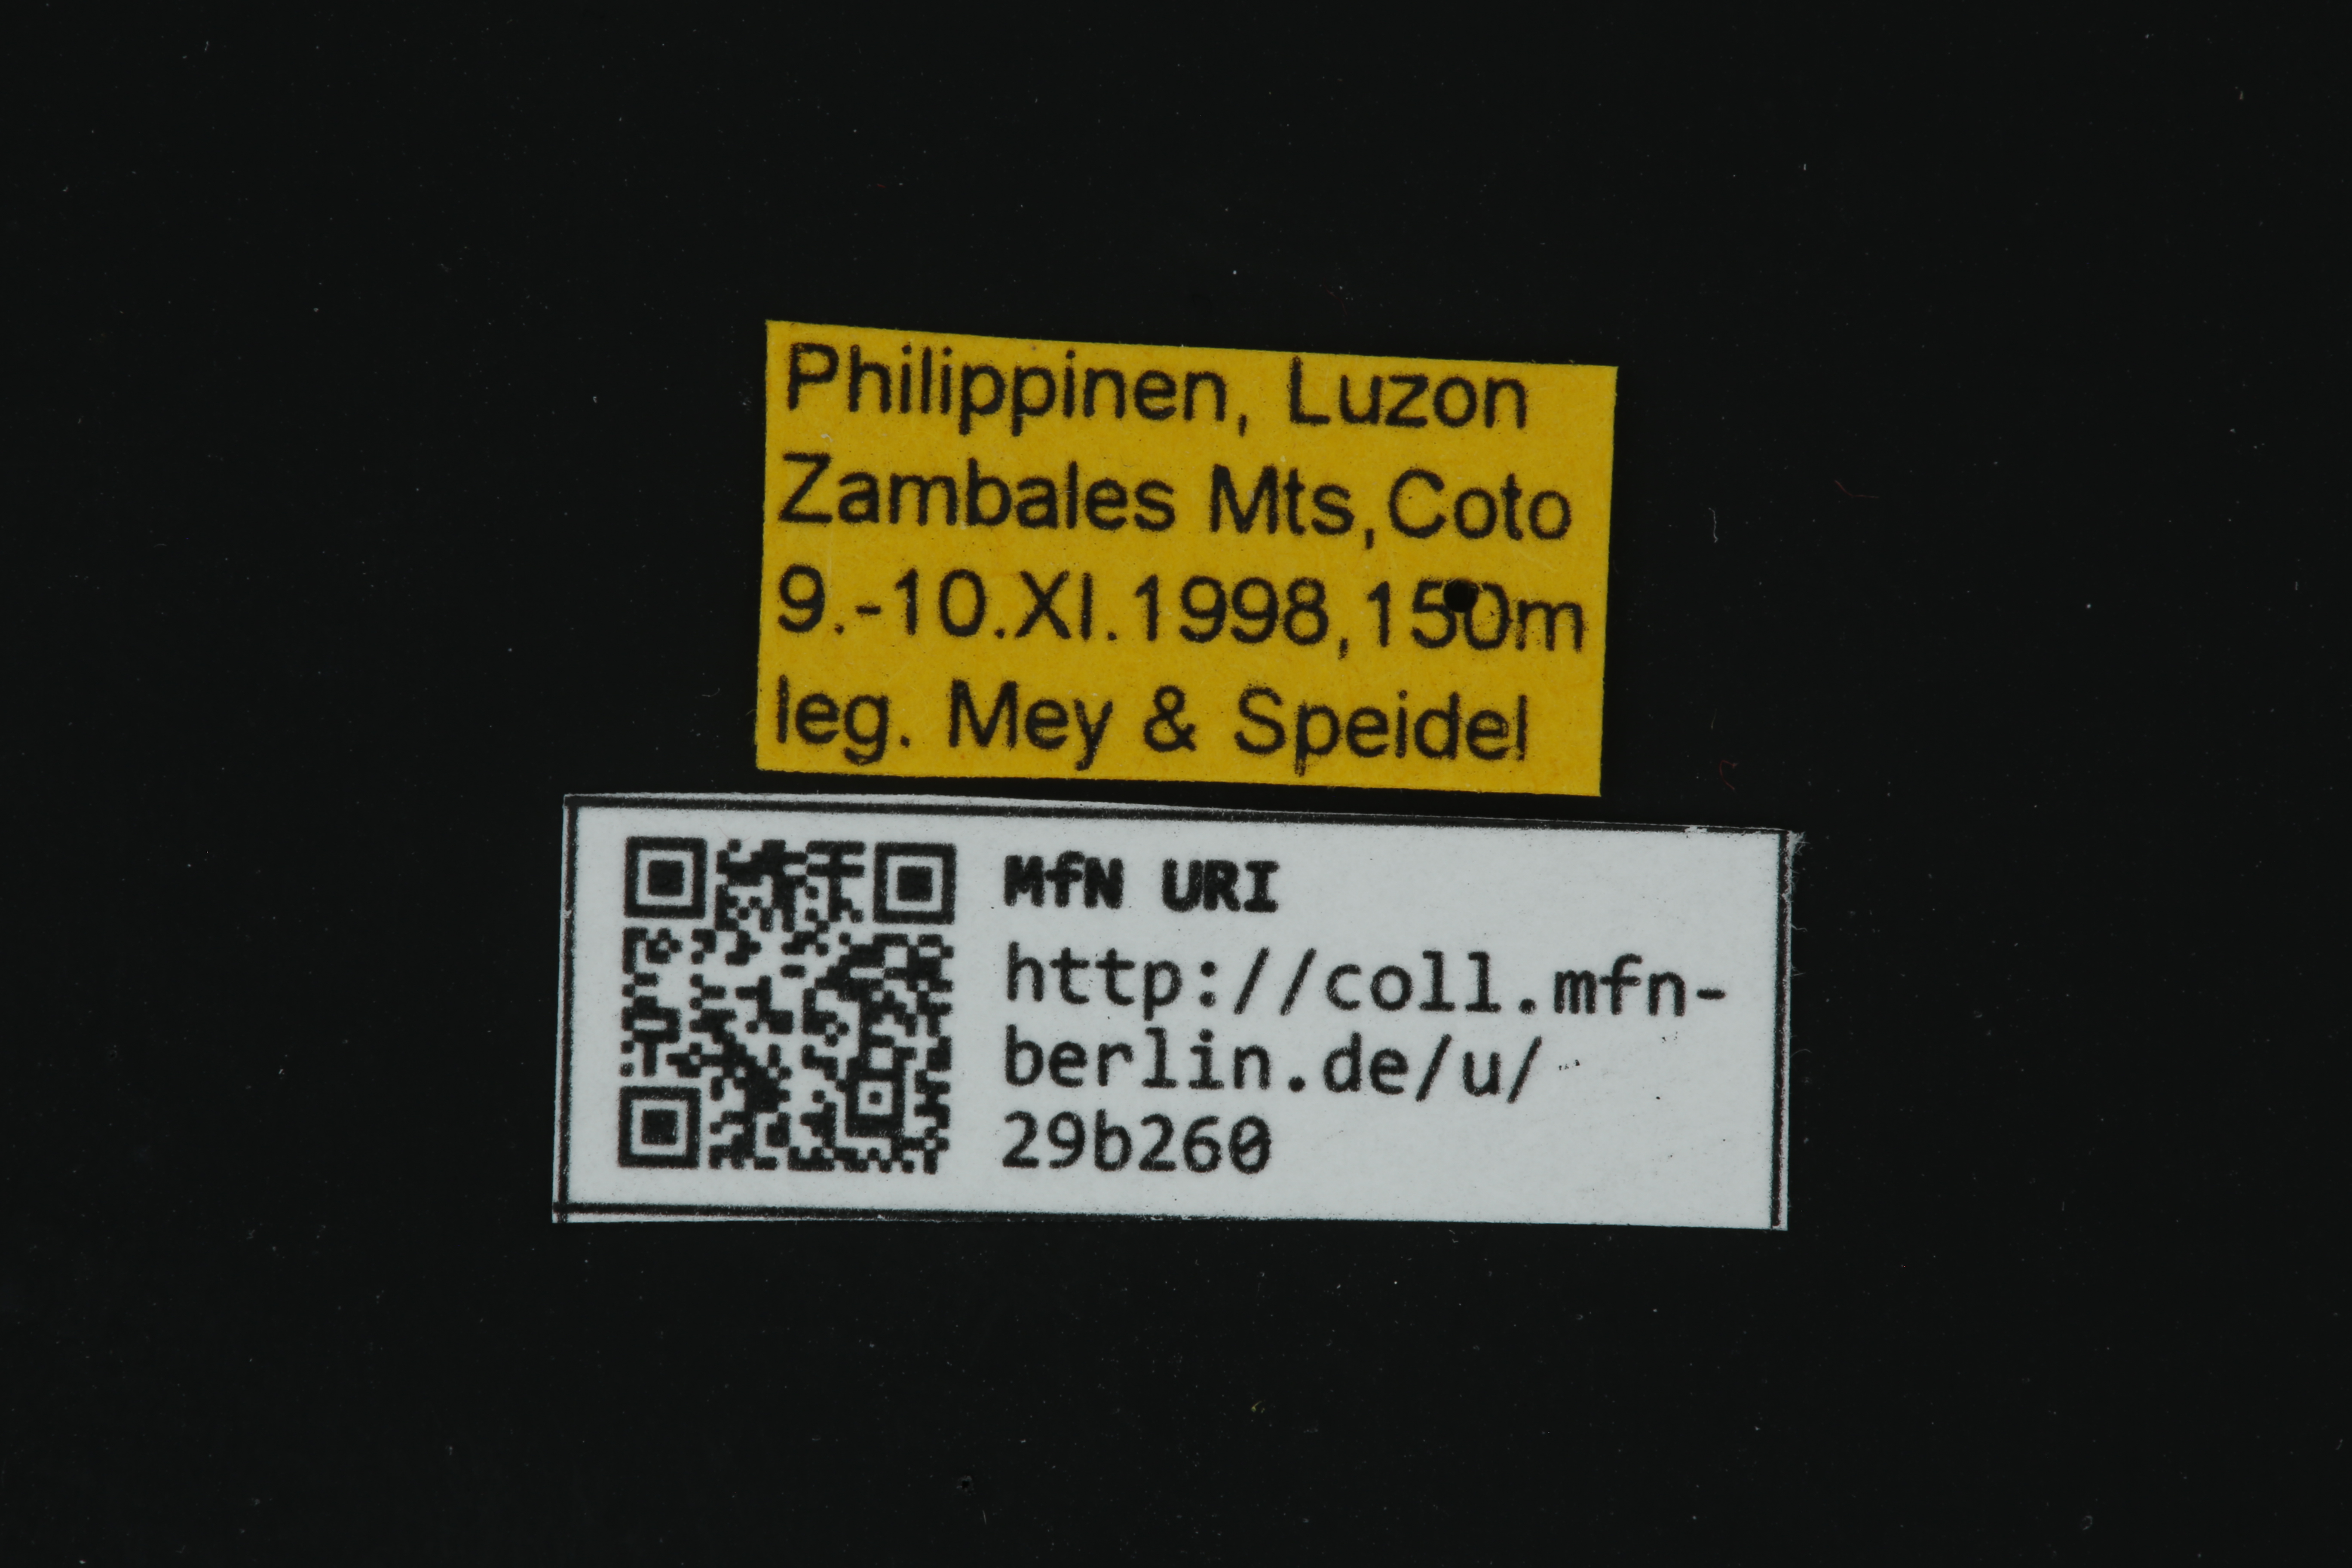 Philippinen, Luzon
Zambales Mts,Coto
9.-10.XI.1998,150m
leg. Mey & Speidel
MfN URI
http://coll.mfn-
berlin.de/u/
29b260